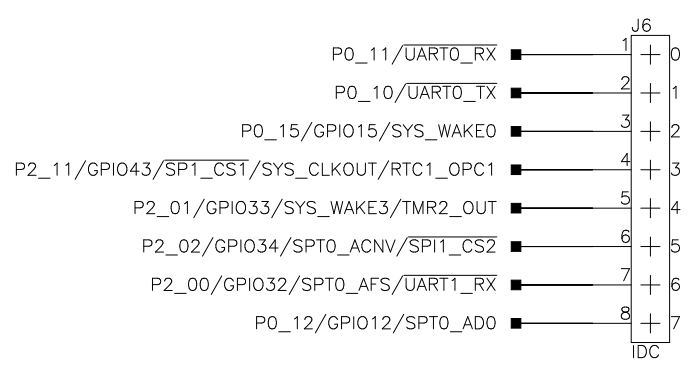 J6
P0_11/UART0_RX 1 0
P0_10/UART0_TX 2 1
P0_15/GPIO15/SYS_WAKE0 3 2
P2_11/GPIO43/SP1_CS1/SYS_CLKOUT/RTC1_OPC1 4 3
P2_01/GPIO33/SYS_WAKE3/TMR2_OUT 5 4
P2_02/GPIO34/SPT0_ACNV/SPI1_CS2 6 5
P2_00/GPIO32/SPT0_AFS/UART1_RX 7 6
P0_12/GPIO12/SPT0_AD0 8 7
IDC